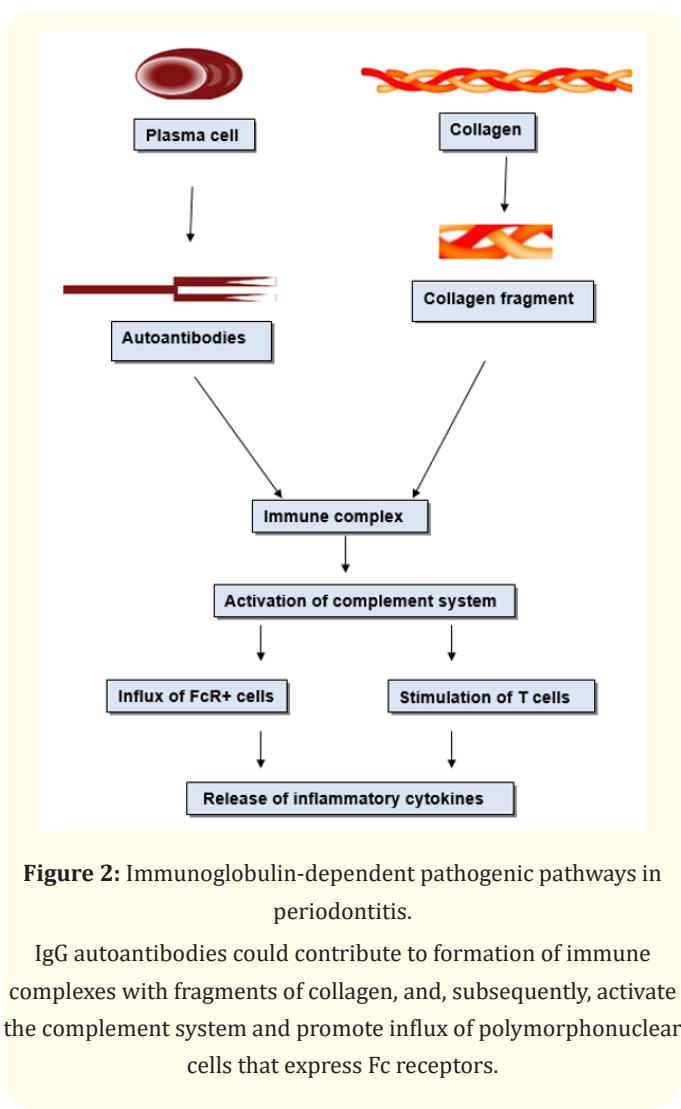 Plasma cell
Collagen
Collagen fragment
Autoantibodies
Immune complex
Activation of complement system
Influx of FcR+ cells
Stimulation of T cells
Release of inflammatory cytokines
Figure 2: Immunoglobulin-dependent pathogenic pathways in
periodontitis.
IgG autoantibodies could contribute to formation of immune
complexes with fragments of collagen, and, subsequently, activate
the complement system and promote influx of polymorphonuclear
cells that express Fc receptors.